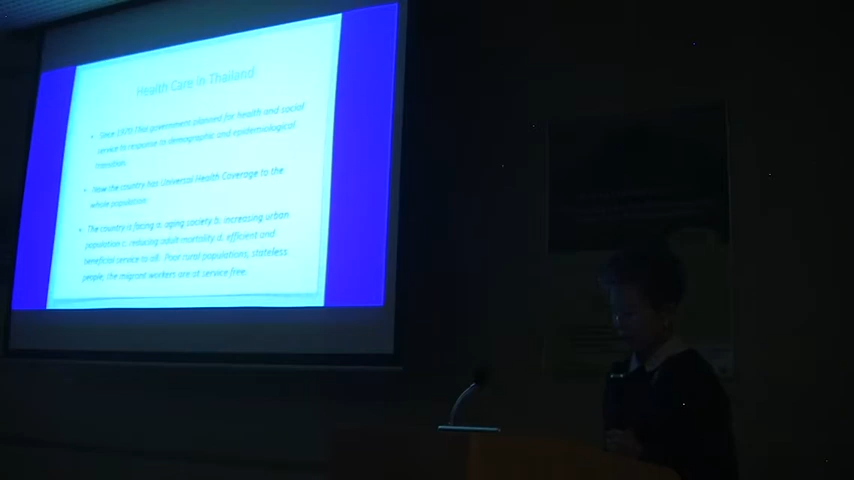 Health Care in Thailand
• Since 1970 Thai government planned for health and social
service to response to demographic and epidemiological
transition.
• Now the country has Universal Health Coverage to the
whole population.
• The country is facing a. aging society b. increasing urban
population c. reducing adult mortality d. efficient and
beneficial service to all. Poor rural populations, stateless
people, the migrant workers are at service free.